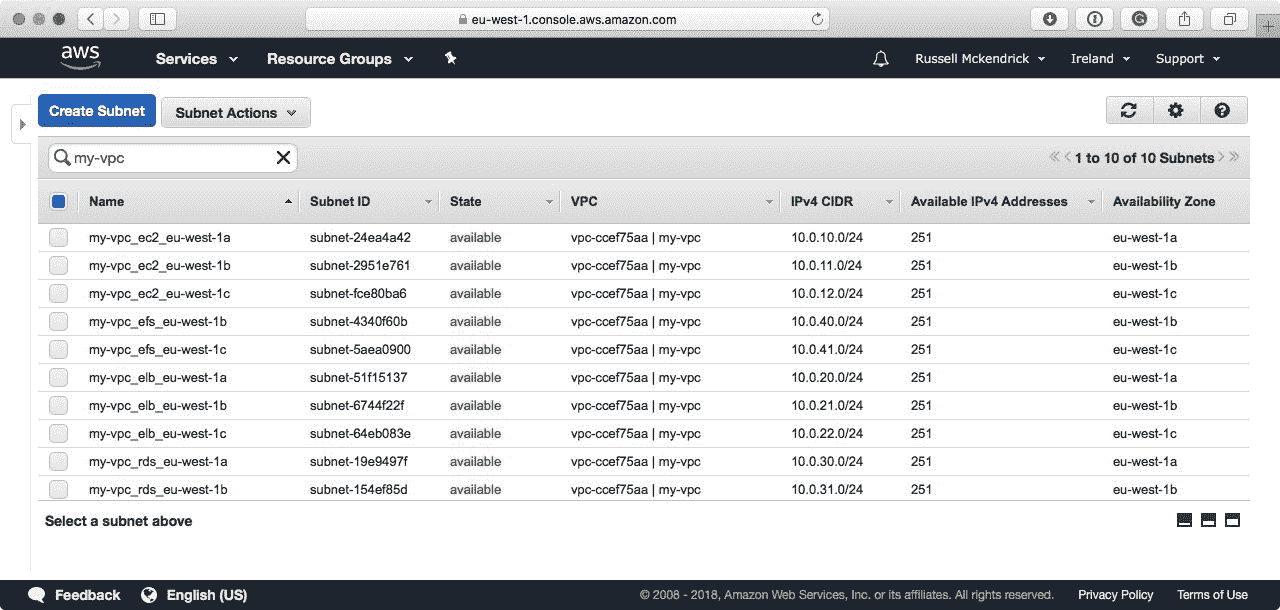 eu-west-1.console.aws.amazon.com
aws Services Resource Groups Russell Mckendrick Ireland Support
Create Subnet Subnet Actions
my-vpc 1 to 10 of 10 Subnets
Name Subnet ID State VPC IPv4 CIDR Available IPv4 Addresses Availability Zone
my-vpc_ec2_eu-west-1a subnet-24ea4a42 available vpc-ccef75aa | my-vpc 10.0.10.0/24 251 eu-west-1a
my-vpc_ec2_eu-west-1b subnet-2951e761 available vpc-ccef75aa | my-vpc 10.0.11.0/24 251 eu-west-1b
my-vpc_ec2_eu-west-1c subnet-fce80ba6 available vpc-ccef75aa | my-vpc 10.0.12.0/24 251 eu-west-1c
my-vpc_efs_eu-west-1b subnet-4340f60b available vpc-ccef75aa | my-vpc 10.0.40.0/24 251 eu-west-1b
my-vpc_efs_eu-west-1c subnet-5aea0900 available vpc-ccef75aa | my-vpc 10.0.41.0/24 251 eu-west-1c
my-vpc_elb_eu-west-1a subnet-51f15137 available vpc-ccef75aa | my-vpc 10.0.20.0/24 251 eu-west-1a
my-vpc_elb_eu-west-1b subnet-6744f22f available vpc-ccef75aa | my-vpc 10.0.21.0/24 251 eu-west-1b
my-vpc_elb_eu-west-1c subnet-64eb083e available vpc-ccef75aa | my-vpc 10.0.22.0/24 251 eu-west-1c
my-vpc_rds_eu-west-1a subnet-19e9497f available vpc-ccef75aa | my-vpc 10.0.30.0/24 251 eu-west-1a
my-vpc_rds_eu-west-1b subnet-154ef85d available vpc-ccef75aa | my-vpc 10.0.31.0/24 251 eu-west-1b
Select a subnet above
Feedback English (US) © 2008 - 2018, Amazon Web Services, Inc. or its affiliates. All rights reserved. Privacy Policy Terms of Use